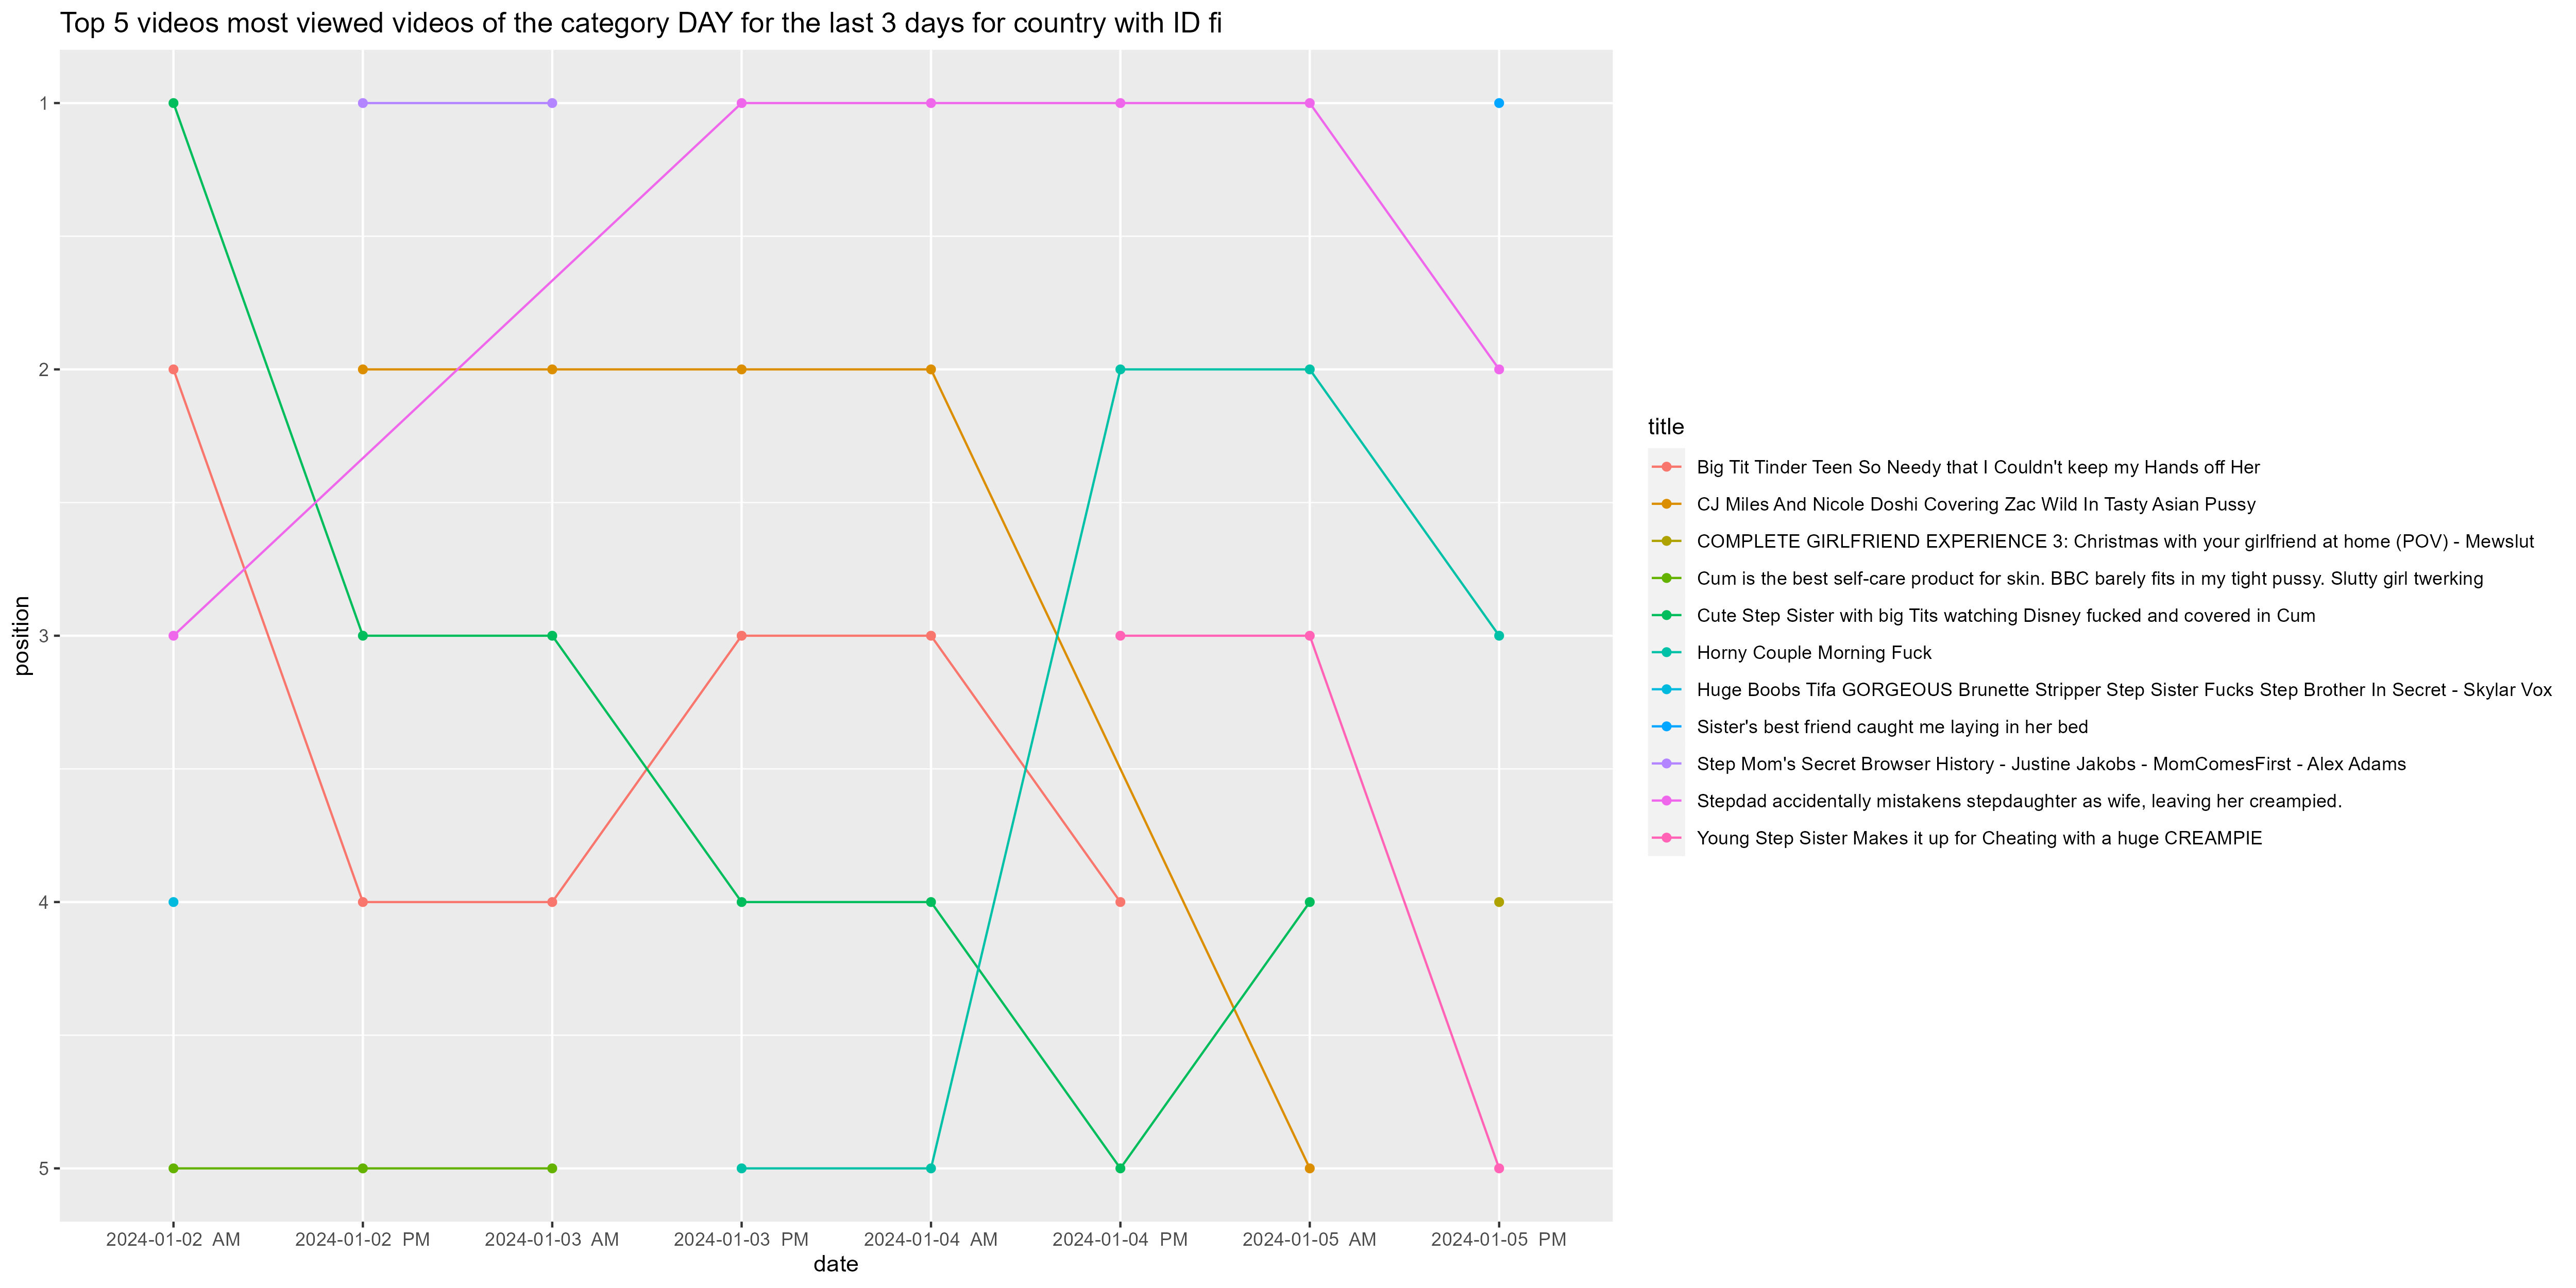 Top 5 videos most viewed videos of the category DAY for the last 3 days for country with ID fi
1
2
3
4
5
position
2024-01-02 AM
2024-01-02 PM
2024-01-03 AM
2024-01-03 PM
2024-01-04 AM
2024-01-04 PM
2024-01-05 AM
2024-01-05 PM
date
title
Big Tit Tinder Teen So Needy that I Couldn't keep my Hands off Her
CJ Miles And Nicole Doshi Covering Zac Wild In Tasty Asian Pussy
COMPLETE GIRLFRIEND EXPERIENCE 3: Christmas with your girlfriend at home (POV) - Mewslut
Cum is the best self-care product for skin. BBC barely fits in my tight pussy. Slutty girl twerking
Cute Step Sister with big Tits watching Disney fucked and covered in Cum
Horny Couple Morning Fuck
Huge Boobs Tifa GORGEOUS Brunette Stripper Step Sister Fucks Step Brother In Secret - Skylar Vox
Sister's best friend caught me laying in her bed
Step Mom's Secret Browser History - Justine Jakobs - MomComesFirst - Alex Adams
Stepdad accidentally mistakens stepdaughter as wife, leaving her creampied.
Young Step Sister Makes it up for Cheating with a huge CREAMPIE